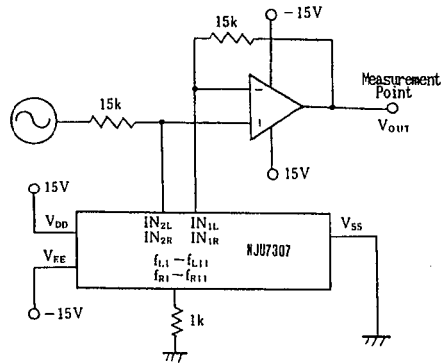 -15V
15k
Measurement
Point
15k
−
+
VOUT
15V
15V
IN2L IN1L
VSS
VDD
IN2R IN1R
NJU7307
VEE
fL1-fL11
fR1-fR11
-15V
1k